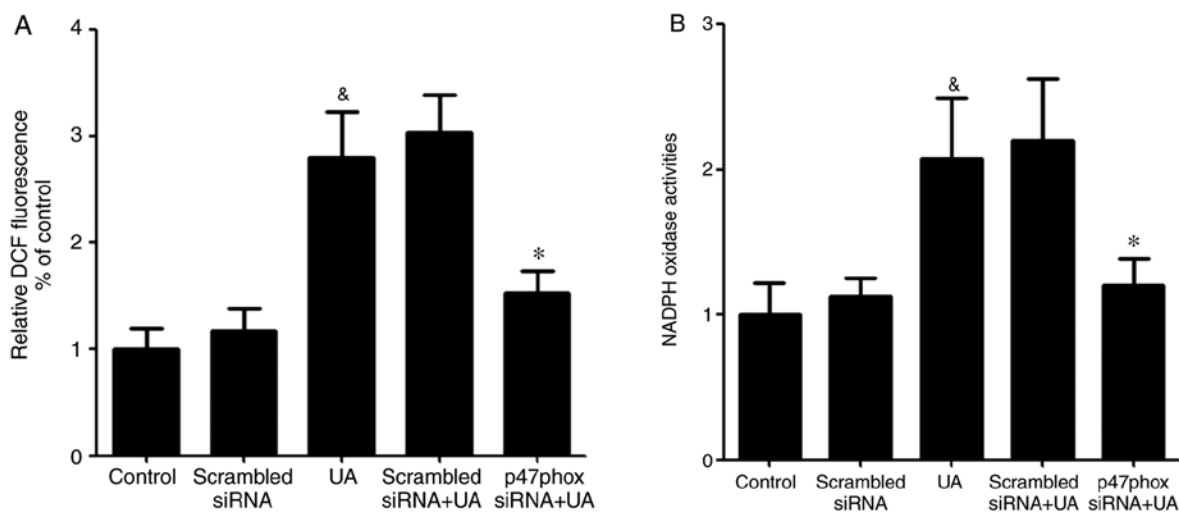 A
Relative DCF fluorescence
% of control
4
3
2
1
0
&
*
Control
Scrambled
siRNA
UA
Scrambled
siRNA+UA
p47phox
siRNA+UA
B
NADPH oxidase activities
3
2
1
0
&
*
Control
Scrambled
siRNA
UA
Scrambled
siRNA+UA
p47phox
siRNA+UA